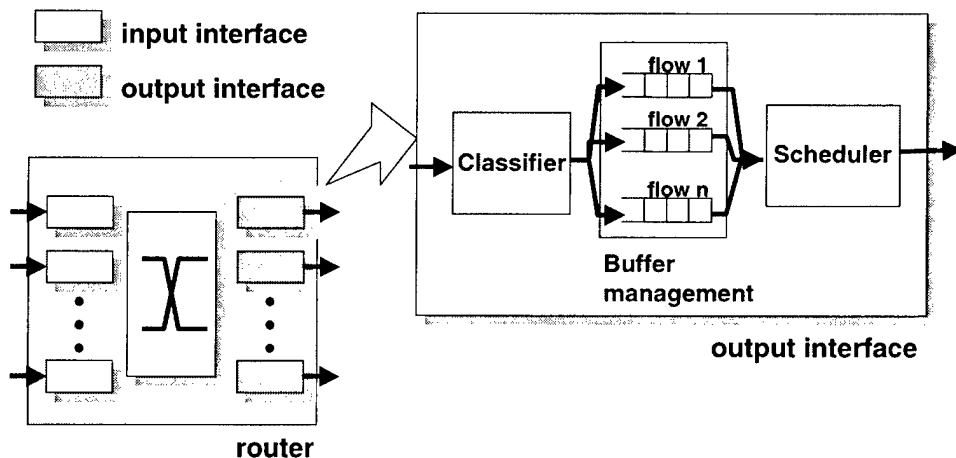 input interface
output interface
flow 1
flow 2
flow n
Classifier
Scheduler
Buffer
management
output interface
router